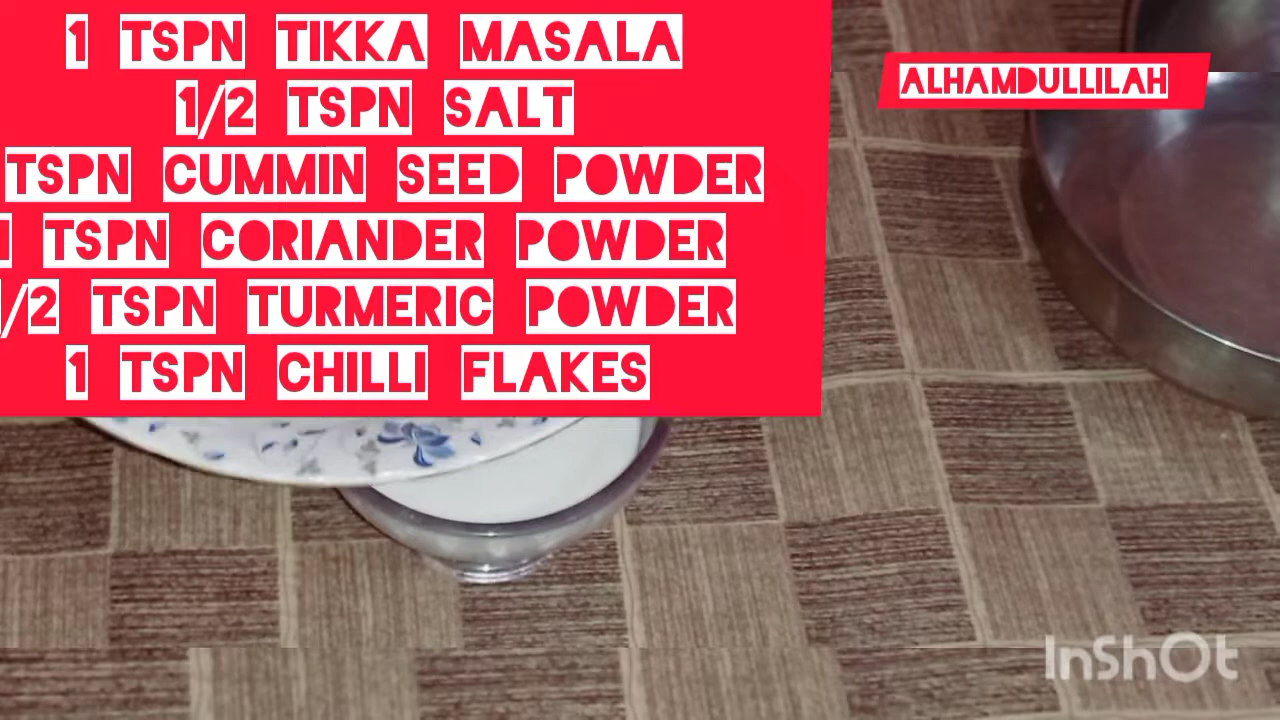 1 TSPN TIKKA MASALA
1/2 TSPN SALT
TSPN CUMMIN SEED POWDER
TSPN CORIANDER POWDER
/2 TSPN TURMERIC POWDER
1 TSPN CHILLI FLAKES
ALHAMDULLILAH
InShOt